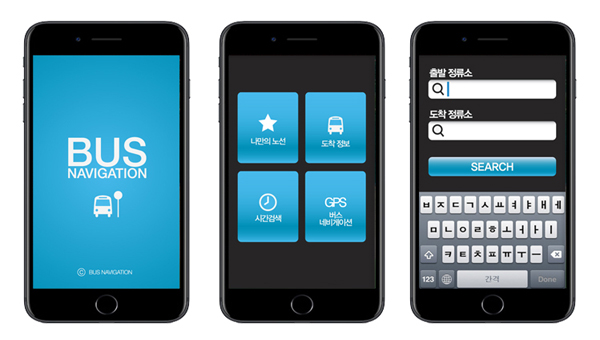 BUS
NAVIGATION
© BUS NAVIGATION
나만의 노선
도착 정보
시간검색
GPS
버스
네비게이션
출발 정류소
도착 정류소
SEARCH
ㅂ ㅈ ㄷ ㄱ ㅅ ㅛ ㅕ ㅑ ㅐ ㅔ
ㅁ ㄴ ㅇ ㄹ ㅎ ㅗ ㅓ ㅏ ㅣ
ㅋ ㅌ ㅊ ㅍ ㅠ ㅜ ㅡ
123 간격 Done